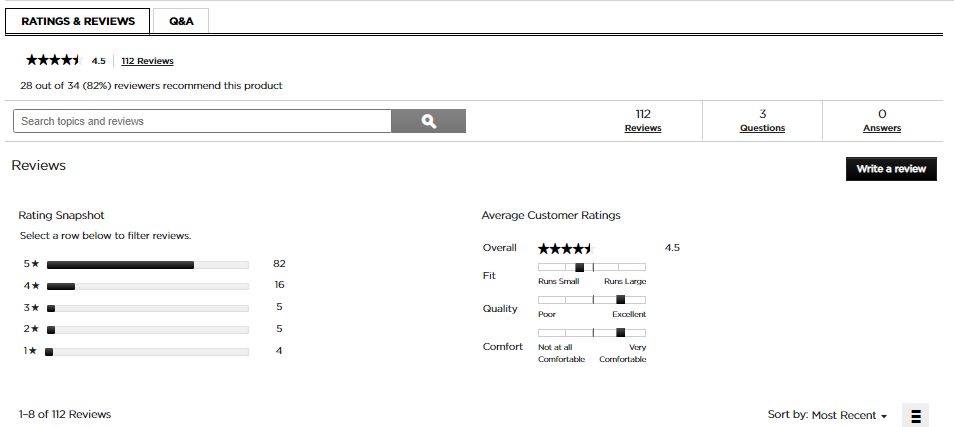 RATINGS & REVIEWS Q&A
4.5 112 Reviews
28 out of 34 (82%) reviewers recommend this product
Search topics and reviews
112 3 0
Reviews Questions Answers
Reviews
Write a review
Rating Snapshot
Select a row below to filter reviews.
5★ 82
4★ 16
3★ 5
2★ 5
1★ 4
Average Customer Ratings
Overall 4.5
Fit
Runs Small Runs Large
Quality
Poor Excellent
Comfort
Not at all Very
Comfortable Comfortable
1–8 of 112 Reviews
Sort by: Most Recent